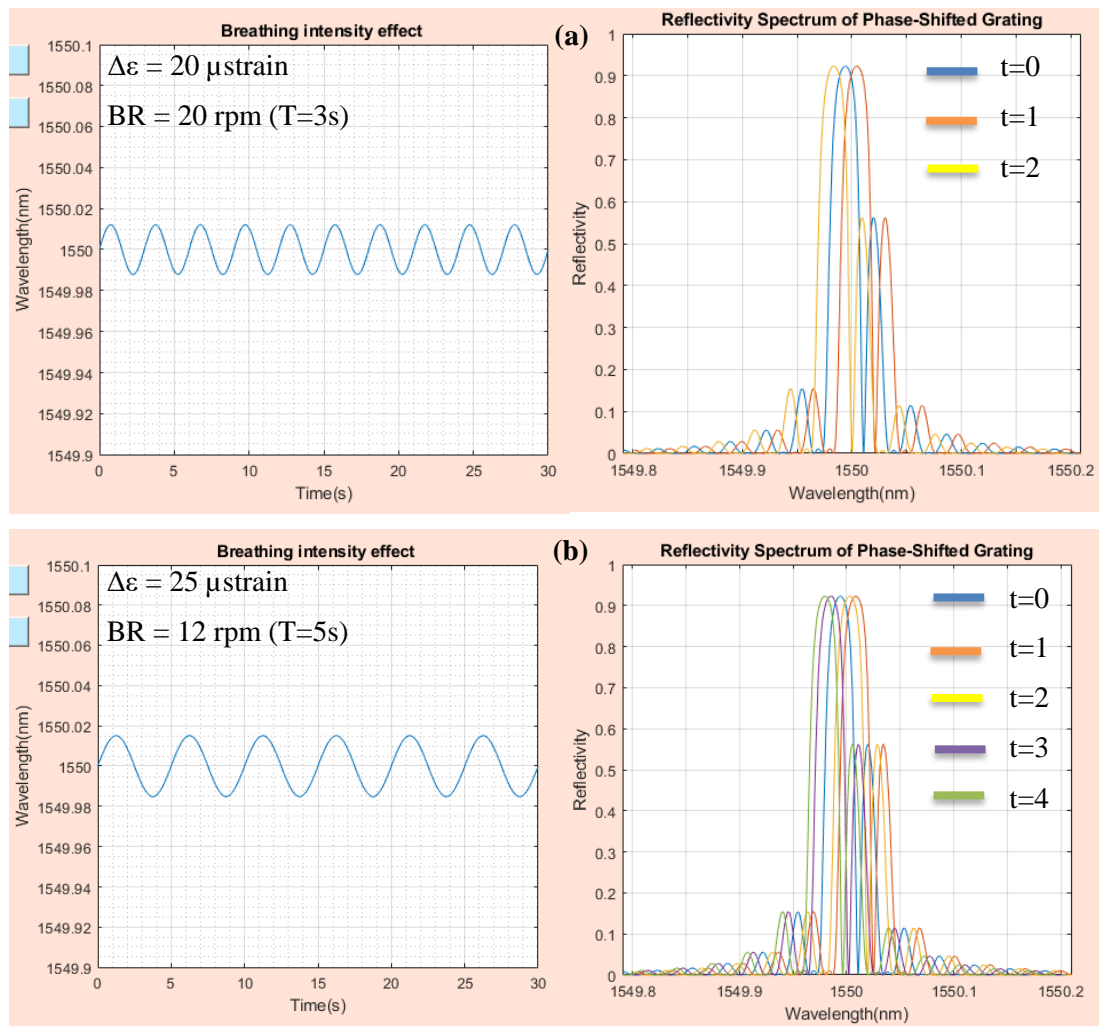 Breathing intensity effect
(a)
Reflectivity Spectrum of Phase-Shifted Grating
1550.1
1550.08
1550.06
1550.04
1550.02
1550
1549.98
1549.96
1549.94
1549.92
1549.9
Wavelength(nm)
Δε = 20 µstrain
BR = 20 rpm (T=3s)
0 5 10 15 20 25 30
Time(s)
1
0.9
0.8
0.7
0.6
0.5
0.4
0.3
0.2
0.1
0
Reflectivity
t=0
t=1
t=2
1549.8 1549.9 1550 1550.1 1550.2
Wavelength(nm)
Breathing intensity effect
(b)
Reflectivity Spectrum of Phase-Shifted Grating
1550.1
1550.08
1550.06
1550.04
1550.02
1550
1549.98
1549.96
1549.94
1549.92
1549.9
Wavelength(nm)
Δε = 25 µstrain
BR = 12 rpm (T=5s)
0 5 10 15 20 25 30
Time(s)
1
0.9
0.8
0.7
0.6
0.5
0.4
0.3
0.2
0.1
0
Reflectivity
t=0
t=1
t=2
t=3
t=4
1549.8 1549.9 1550 1550.1 1550.2
Wavelength(nm)